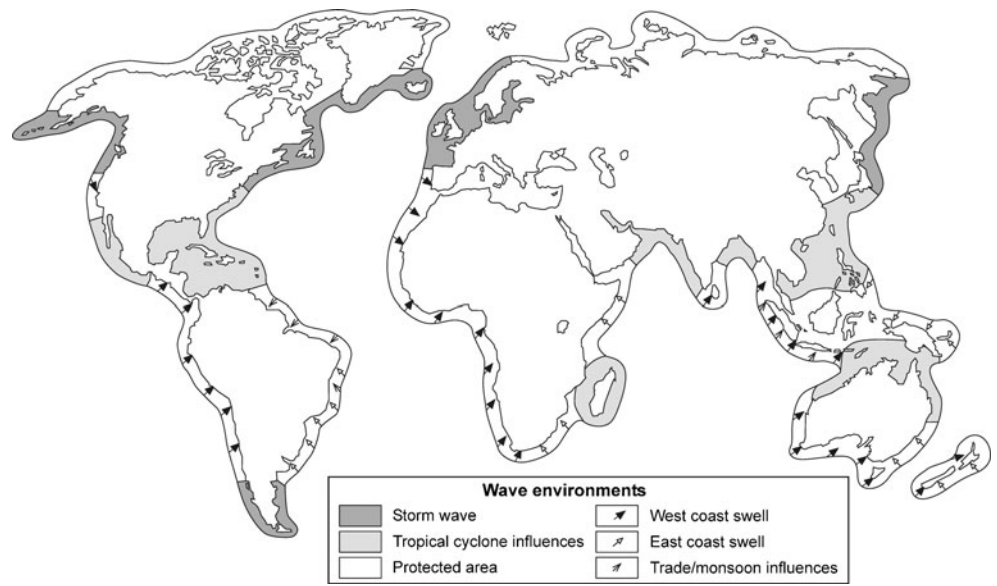 Wave environments
Storm wave
Tropical cyclone influences
Protected area
West coast swell
East coast swell
Trade/monsoon influences